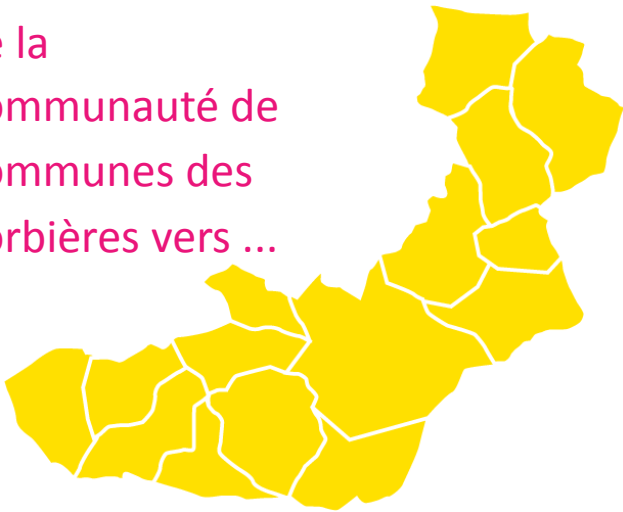 e la
ommunauté de
ommunes des
orbières vers ...